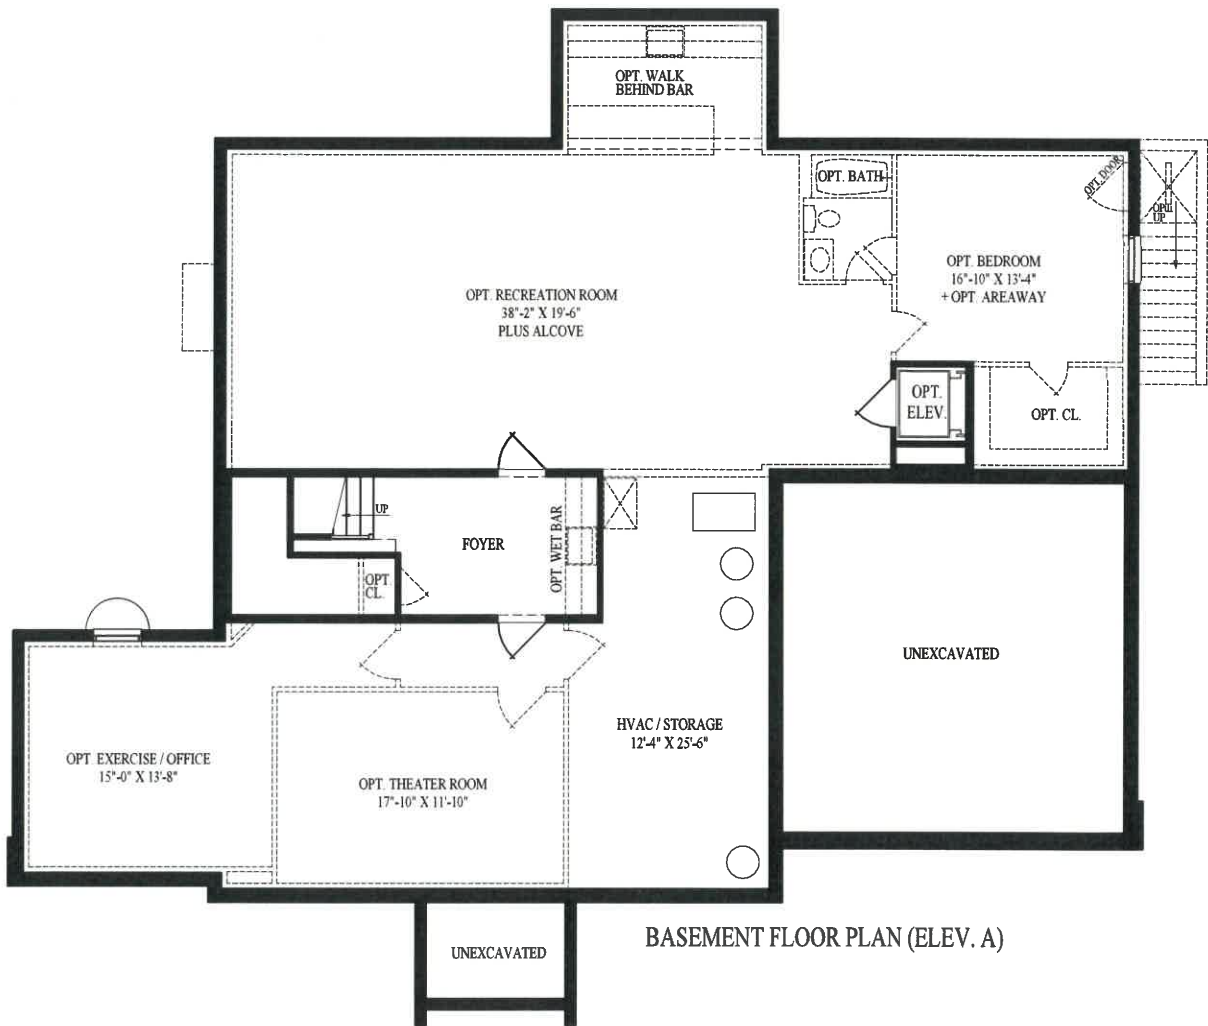 OPT. WALK
BEHIND BAR
OPT. BATH
OPT. DOOR
UP
OPT. BEDROOM
16"-10" X 13'-4"
+ OPT. AREAWAY
OPT. RECREATION ROOM
38"-2" X 19'-6"
PLUS ALCOVE
OPT.
ELEV.
OPT. CL.
UP
FOYER
OPT. WET BAR
OPT.
CL.
UNEXCAVATED
HVAC / STORAGE
12'-4" X 25'-6"
OPT. EXERCISE / OFFICE
15"-0" X 13'-8"
OPT. THEATER ROOM
17"-10" X 11'-10"
UNEXCAVATED
BASEMENT FLOOR PLAN (ELEV. A)